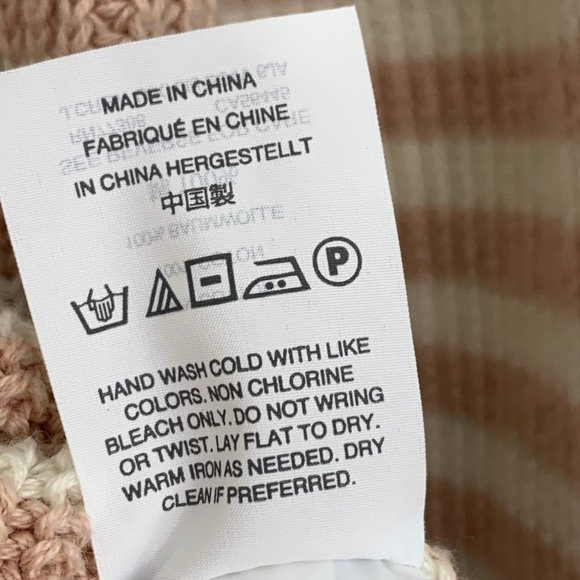 MADE IN CHINA
FABRIQUÉ EN CHINE
IN CHINA HERGESTELLT
中国製
P
HAND WASH COLD WITH LIKE
COLORS. NON CHLORINE
BLEACH ONLY. DO NOT WRING
OR TWIST. LAY FLAT TO DRY.
WARM IRON AS NEEDED. DRY
CLEAN IF PREFERRED.